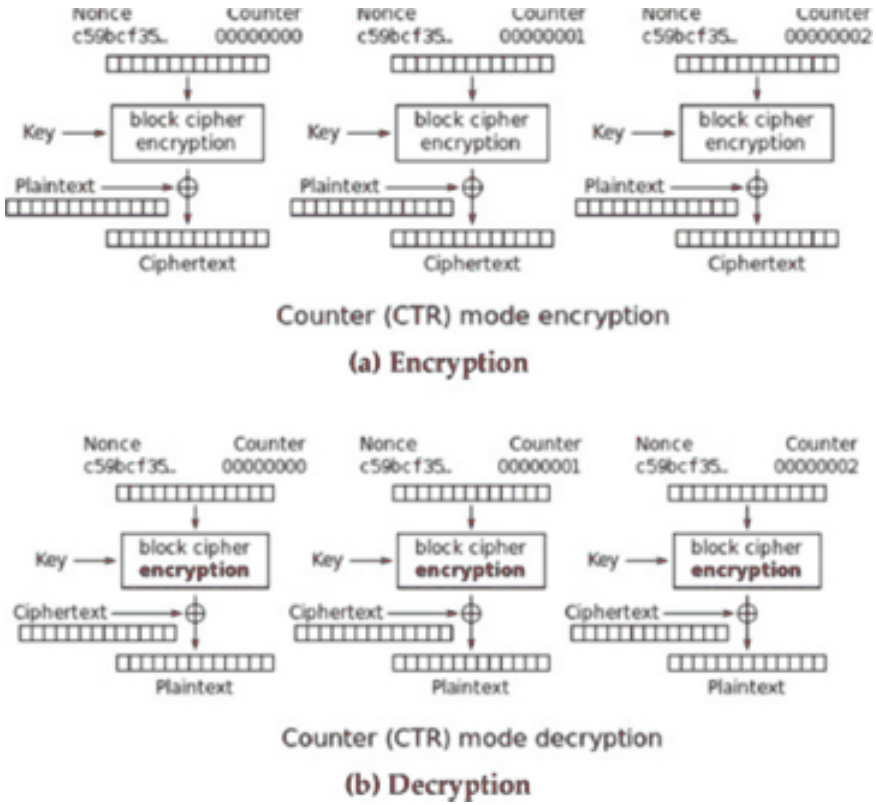 Nonce Counter Nonce Counter Nonce Counter
c59bcf35… 00000000 c59bcf35… 00000001 c59bcf35… 00000002
Key block cipher encryption Key block cipher encryption Key block cipher encryption
Plaintext Plaintext Plaintext
Ciphertext Ciphertext Ciphertext
Counter (CTR) mode encryption
(a) Encryption
Nonce Counter Nonce Counter Nonce Counter
c59bcf35… 00000000 c59bcf35… 00000001 c59bcf35… 00000002
Key block cipher encryption Key block cipher encryption Key block cipher encryption
Ciphertext Ciphertext Ciphertext
Plaintext Plaintext Plaintext
Counter (CTR) mode decryption
(b) Decryption